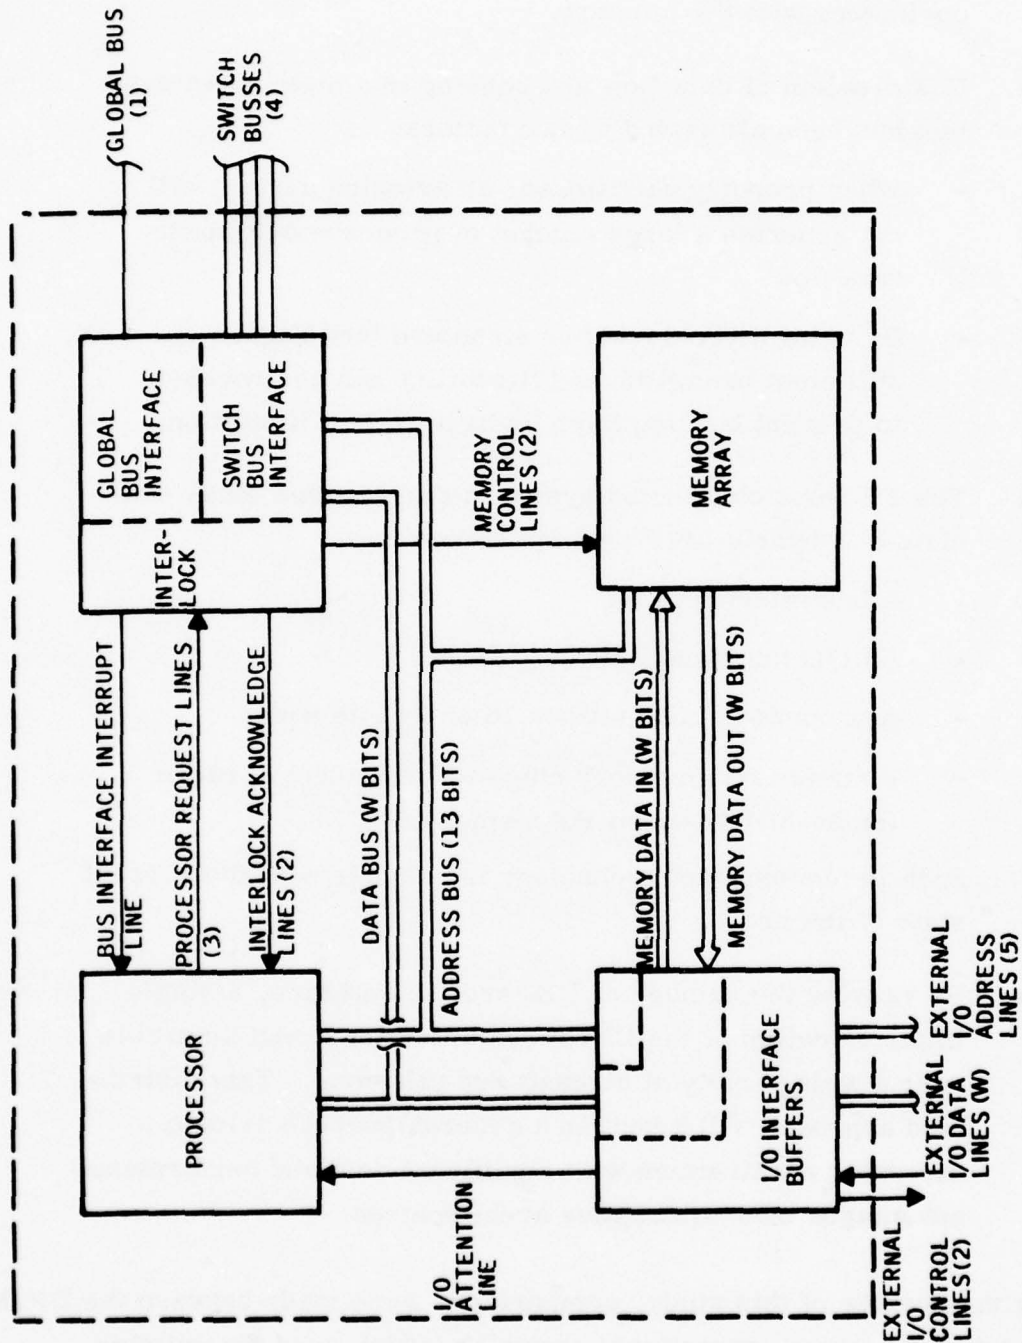 GLOBAL BUS
(1)
SWITCH
BUSSES
(4)
GLOBAL
BUS
INTERFACE
SWITCH
BUS
INTERFACE
INTER-
LOCK
MEMORY
CONTROL
LINES (2)
MEMORY
ARRAY
BUS INTERFACE INTERRUPT
LINE
PROCESSOR REQUEST LINES
(3)
INTERLOCK ACKNOWLEDGE
LINES (2)
DATA BUS (W BITS)
ADDRESS BUS (13 BITS)
MEMORY DATA IN (W BITS)
MEMORY DATA OUT (W BITS)
PROCESSOR
I/O INTERFACE
BUFFERS
I/O
ATTENTION
LINE
EXTERNAL
I/O
CONTROL
LINES(2)
EXTERNAL
I/O DATA
LINES (W)
EXTERNAL
I/O
ADDRESS
LINES (5)